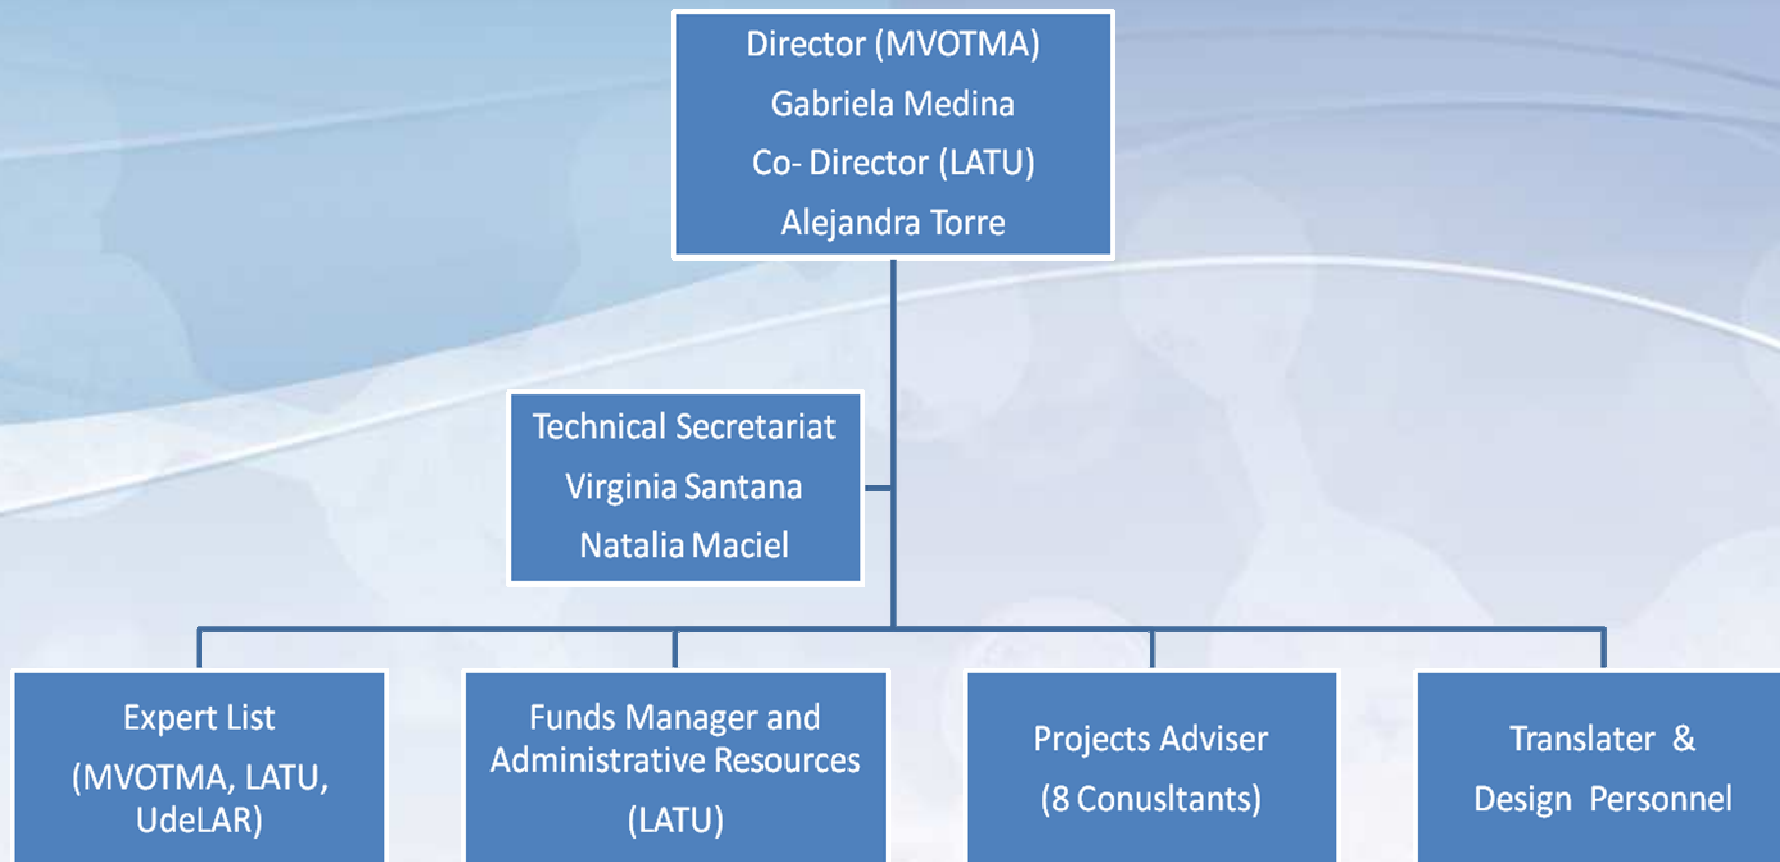 Director (MVOTMA)
Gabriela Medina
Co- Director (LATU)
Alejandra Torre
Technical Secretariat
Virginia Santana
Natalia Maciel
Expert List
(MVOTMA, LATU,
UdeLAR)
Funds Manager and
Administrative Resources
(LATU)
Projects Adviser
(8 Conusltants)
Translater &
Design Personnel